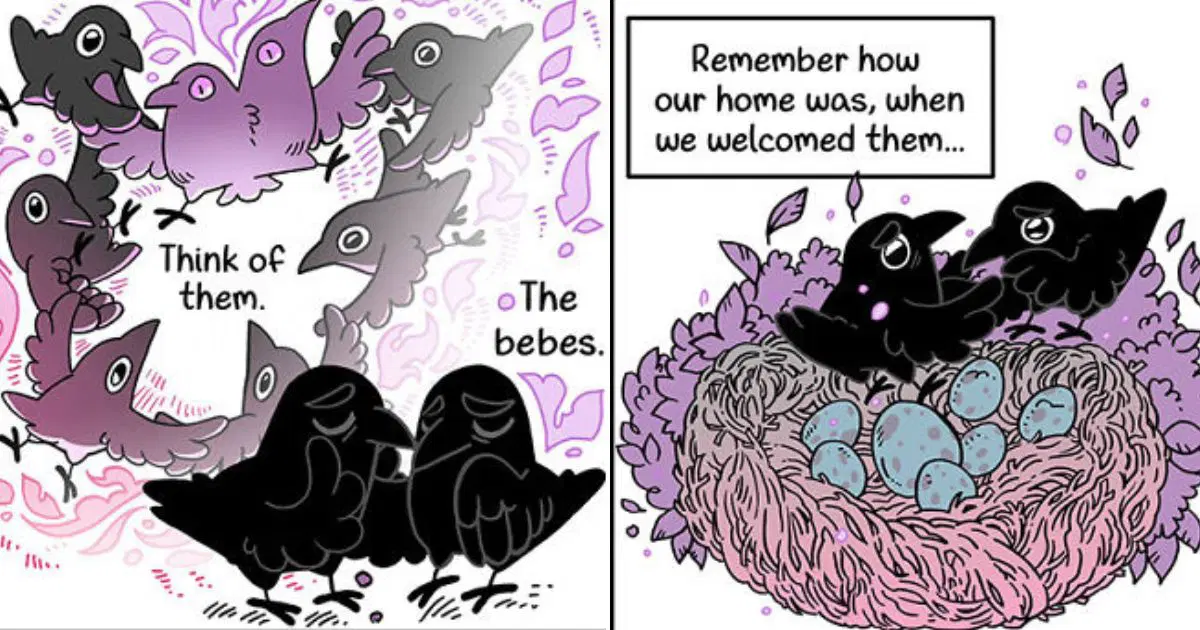 Think of
them.
The
bebes.
Remember how
our home was, when
we welcomed them...